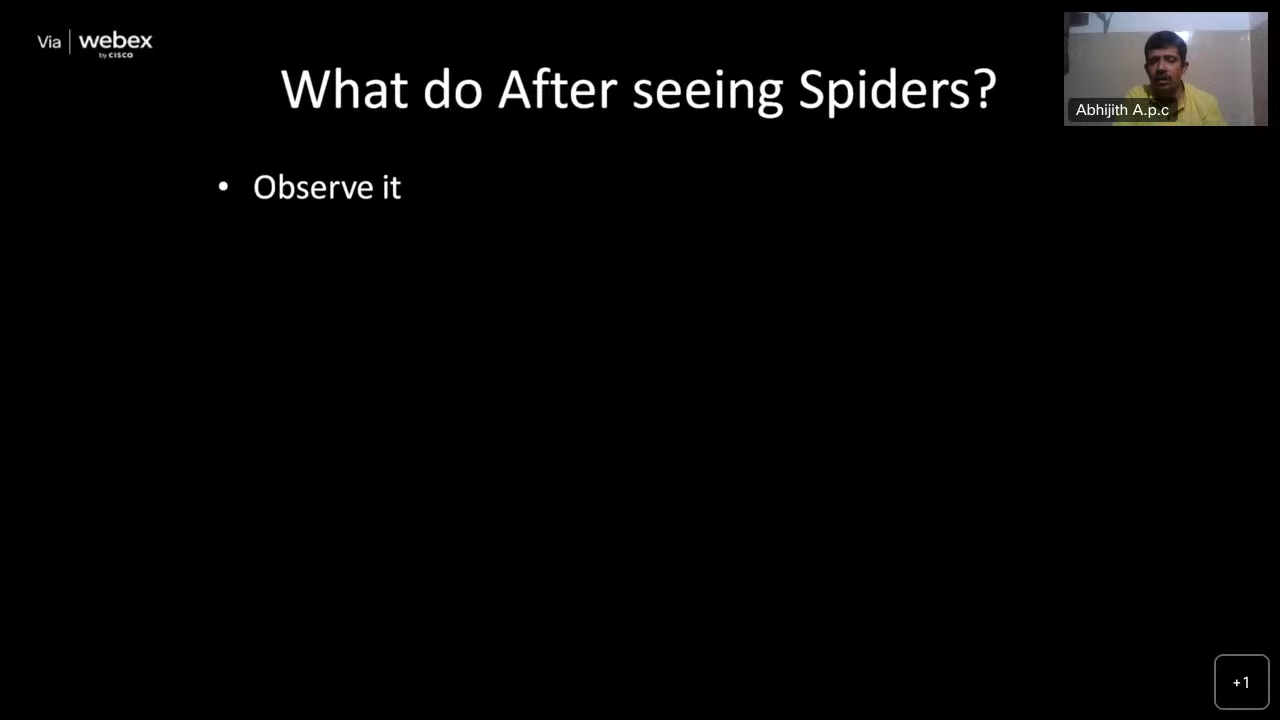 Via | webex
by CISCO
What do After seeing Spiders?
Abhijith A.p.c
• Observe it
+1